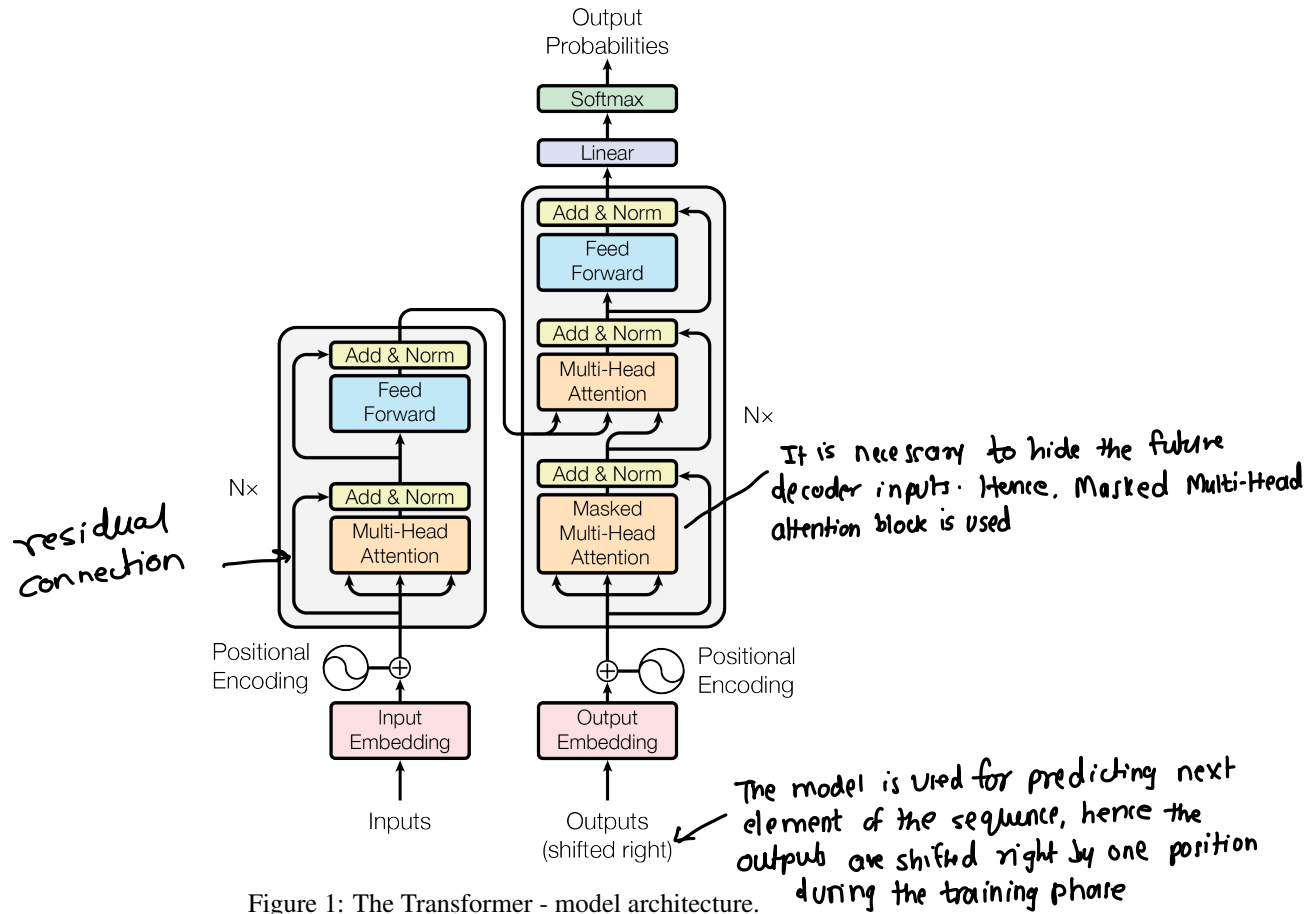 Output
Probabilities
Softmax
Linear
Add & Norm
Feed
Forward
Add & Norm
Multi-Head
Attention
Nx
Add & Norm
Masked
Multi-Head
Attention
It is necessary to hide the future
decoder inputs. Hence, Masked Multi-Head
attention block is used
Add & Norm
Feed
Forward
Nx
Add & Norm
Multi-Head
Attention
residual
connection
Positional
Encoding
Positional
Encoding
Input
Embedding
Output
Embedding
Inputs
Outputs
(shifted right)
The model is used for predicting next
element of the sequence, hence the
outputs are shifted right by one position
during the training phase
Figure 1: The Transformer - model architecture.